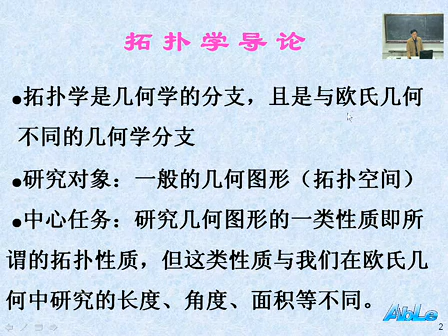 拓扑学导论
●拓扑学是几何学的分支，且是与欧氏几何
不同的几何学分支
●研究对象：一般的几何图形（拓扑空间）
●中心任务：研究几何图形的一类性质即所
谓的拓扑性质，但这类性质与我们在欧氏几
何中研究的长度、角度、面积等不同。
AbLe
2